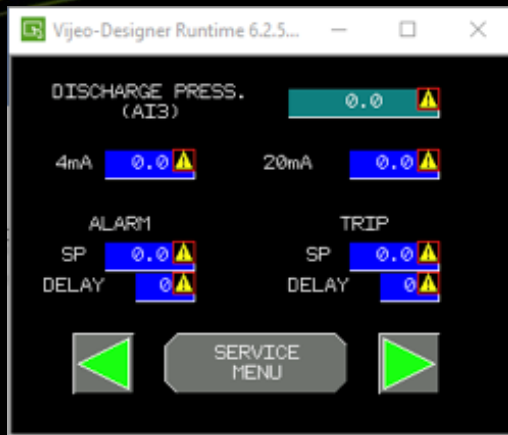 Vijeo-Designer Runtime 6.2.5...
DISCHARGE PRESS.
(AI3)
0.0
4mA 0.0 20mA 0.0
ALARM TRIP
SP 0.0 SP 0.0
DELAY 0 DELAY 0
SERVICE
MENU